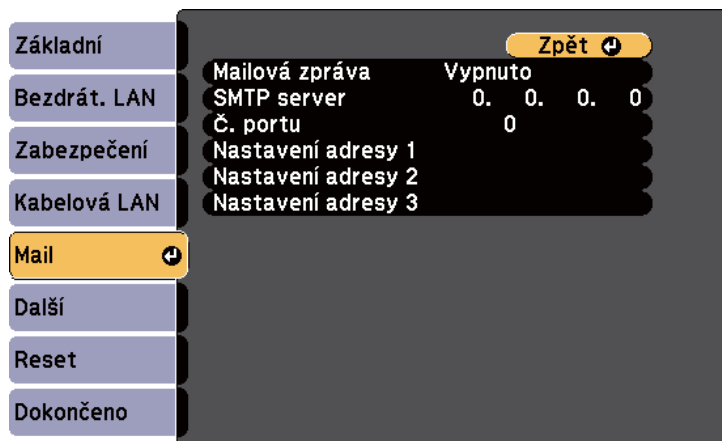 Základní
Bezdrát. LAN
Zabezpečení
Kabelová LAN
Mail
Další
Reset
Dokončeno
Zpět
Mailová zpráva Vypnuto
SMTP server 0. 0. 0. 0
Č. portu 0
Nastavení adresy 1
Nastavení adresy 2
Nastavení adresy 3